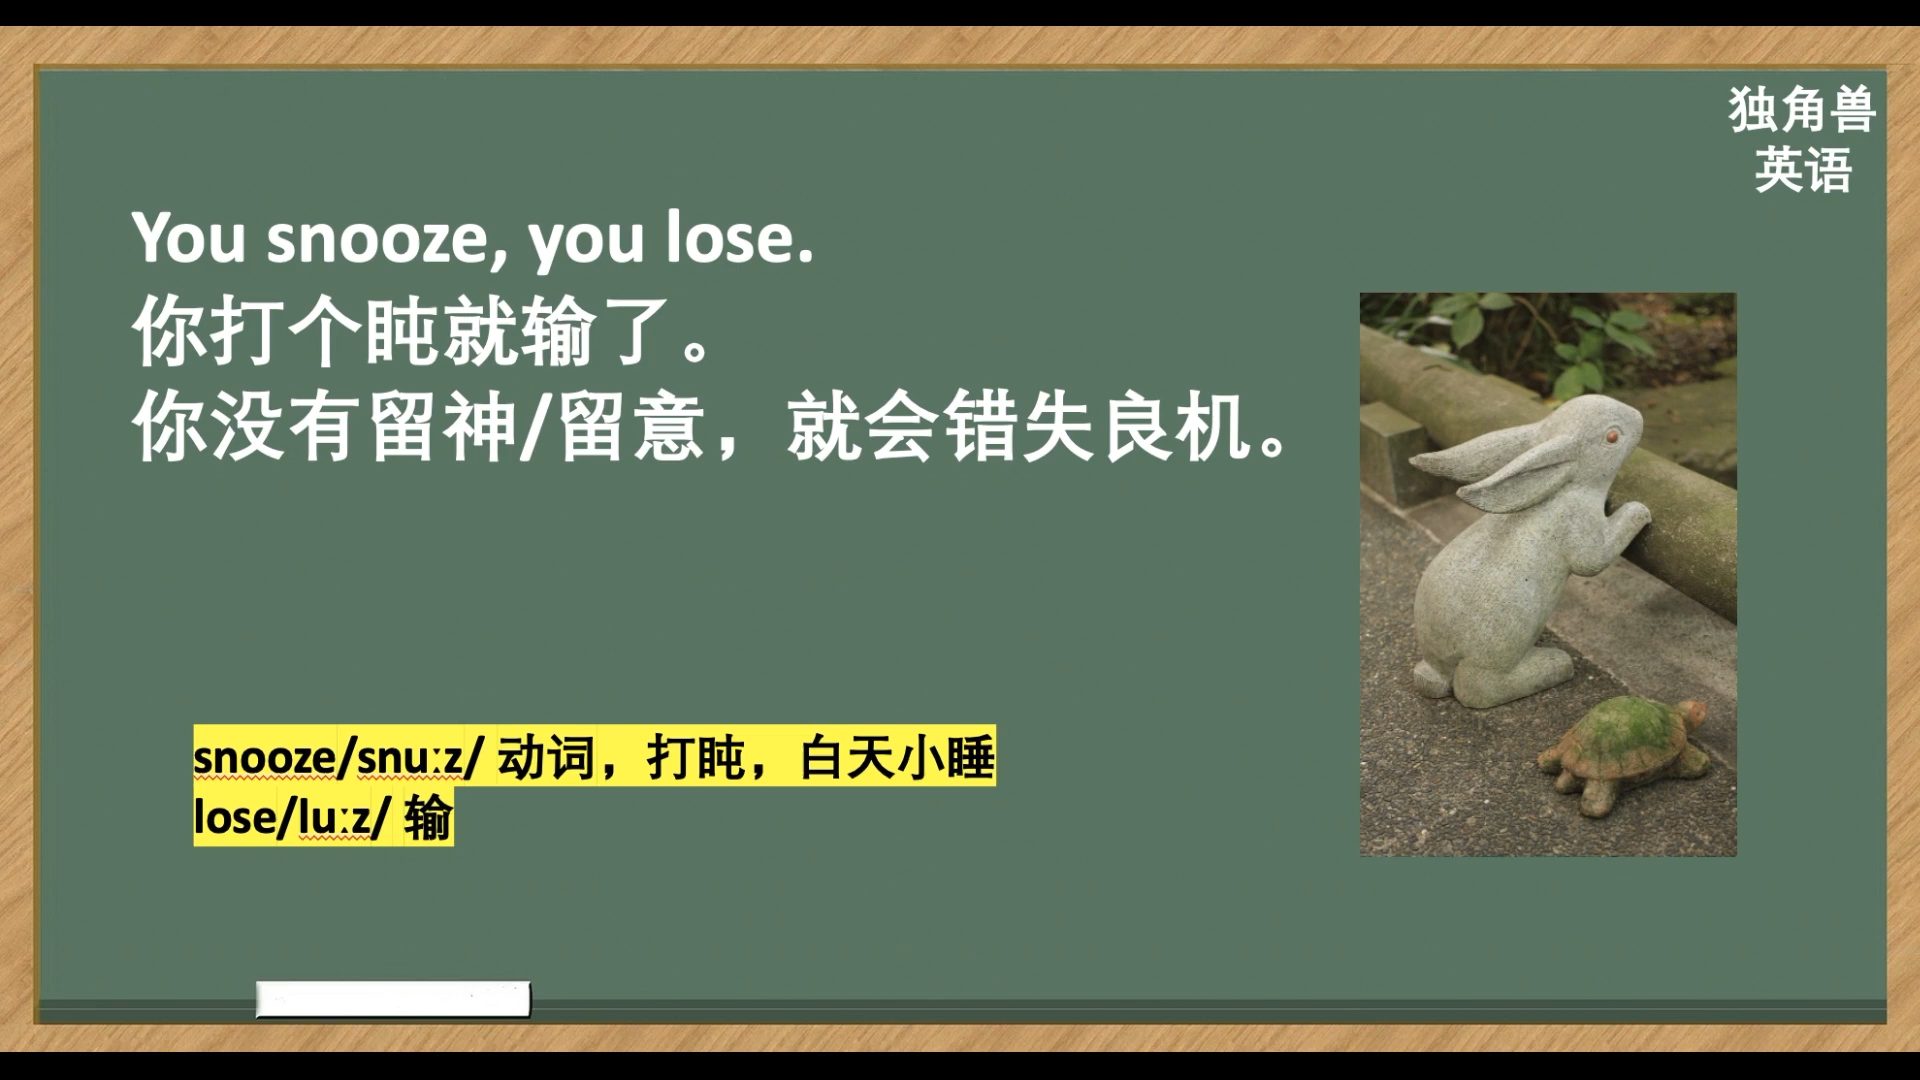 独角兽
英语
You snooze, you lose.
你打个盹就输了。
你没有留神/留意，就会错失良机。
snooze/snuːz/ 动词，打盹，白天小睡
lose/luːz/ 输